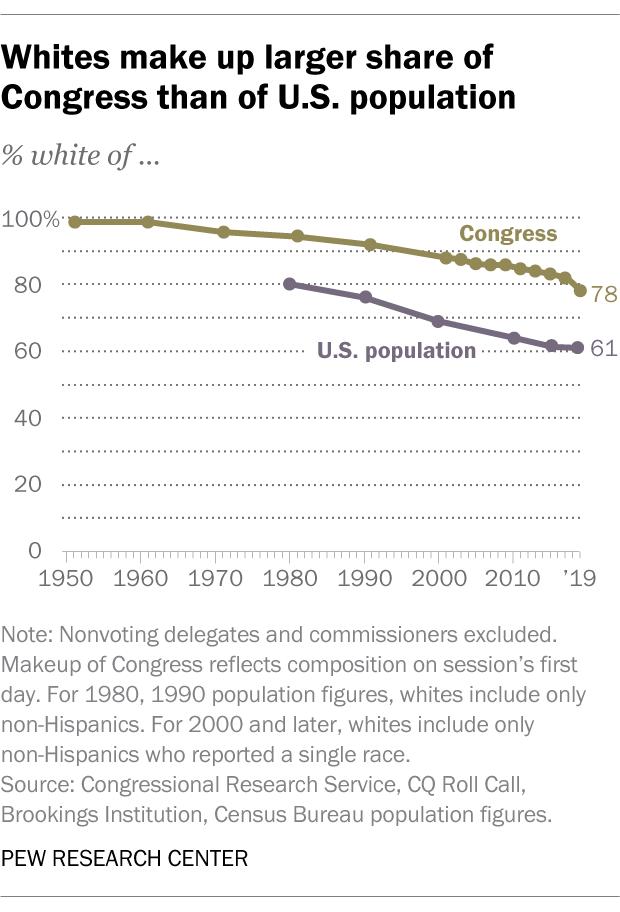 Whites make up larger share of
Congress than of U.S. population
% white of ...
100%
Congress
80
78
60
U.S. population
61
40
20
0
1950 1960 1970 1980 1990 2000 2010 ’19
Note: Nonvoting delegates and commissioners excluded.
Makeup of Congress reflects composition on session’s first
day. For 1980, 1990 population figures, whites include only
non-Hispanics. For 2000 and later, whites include only
non-Hispanics who reported a single race.
Source: Congressional Research Service, CQ Roll Call,
Brookings Institution, Census Bureau population figures.
PEW RESEARCH CENTER